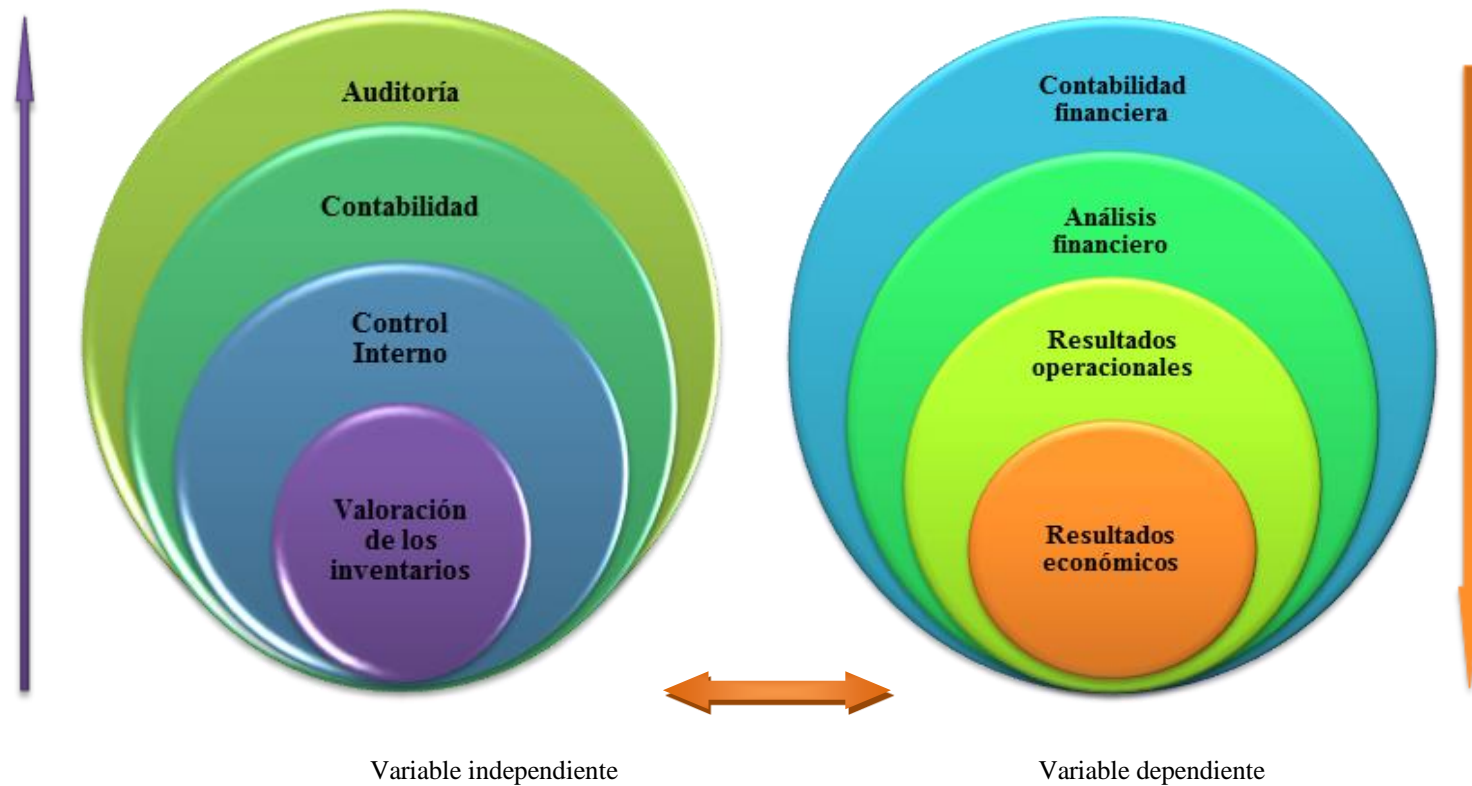 Auditoría
Contabilidad
Control
Interno
Valoración
de los
inventarios
Contabilidad
financiera
Análisis
financiero
Resultados
operacionales
Resultados
económicos
Variable independiente
Variable dependiente